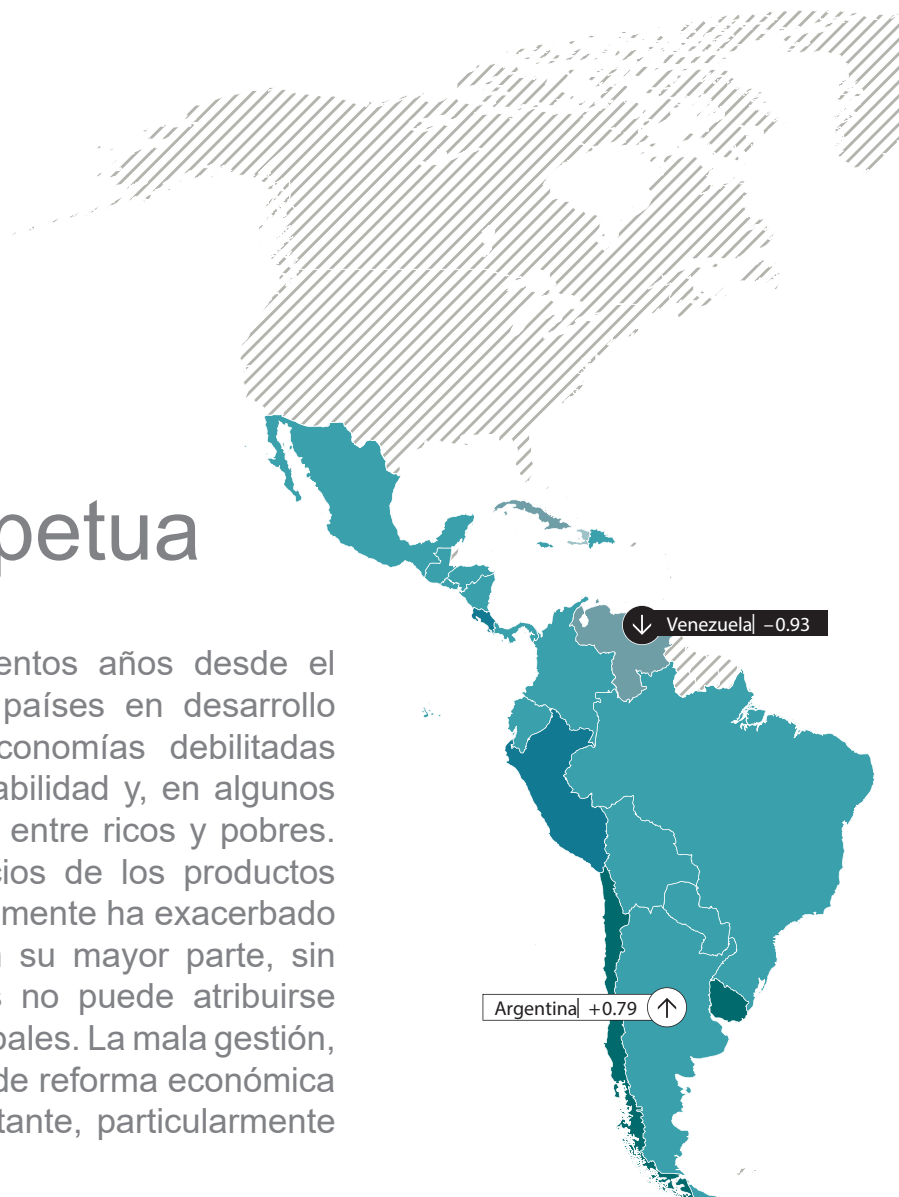 petua
Venezuela| −0.93
entos años desde el
países en desarrollo
conomías debilitadas
abilidad y, en algunos
entre ricos y pobres.
cios de los productos
mente ha exacerbado
su mayor parte, sin
no puede atribuirse
Argentina| +0.79
pales. La mala gestión,
de reforma económica
tante, particularmente